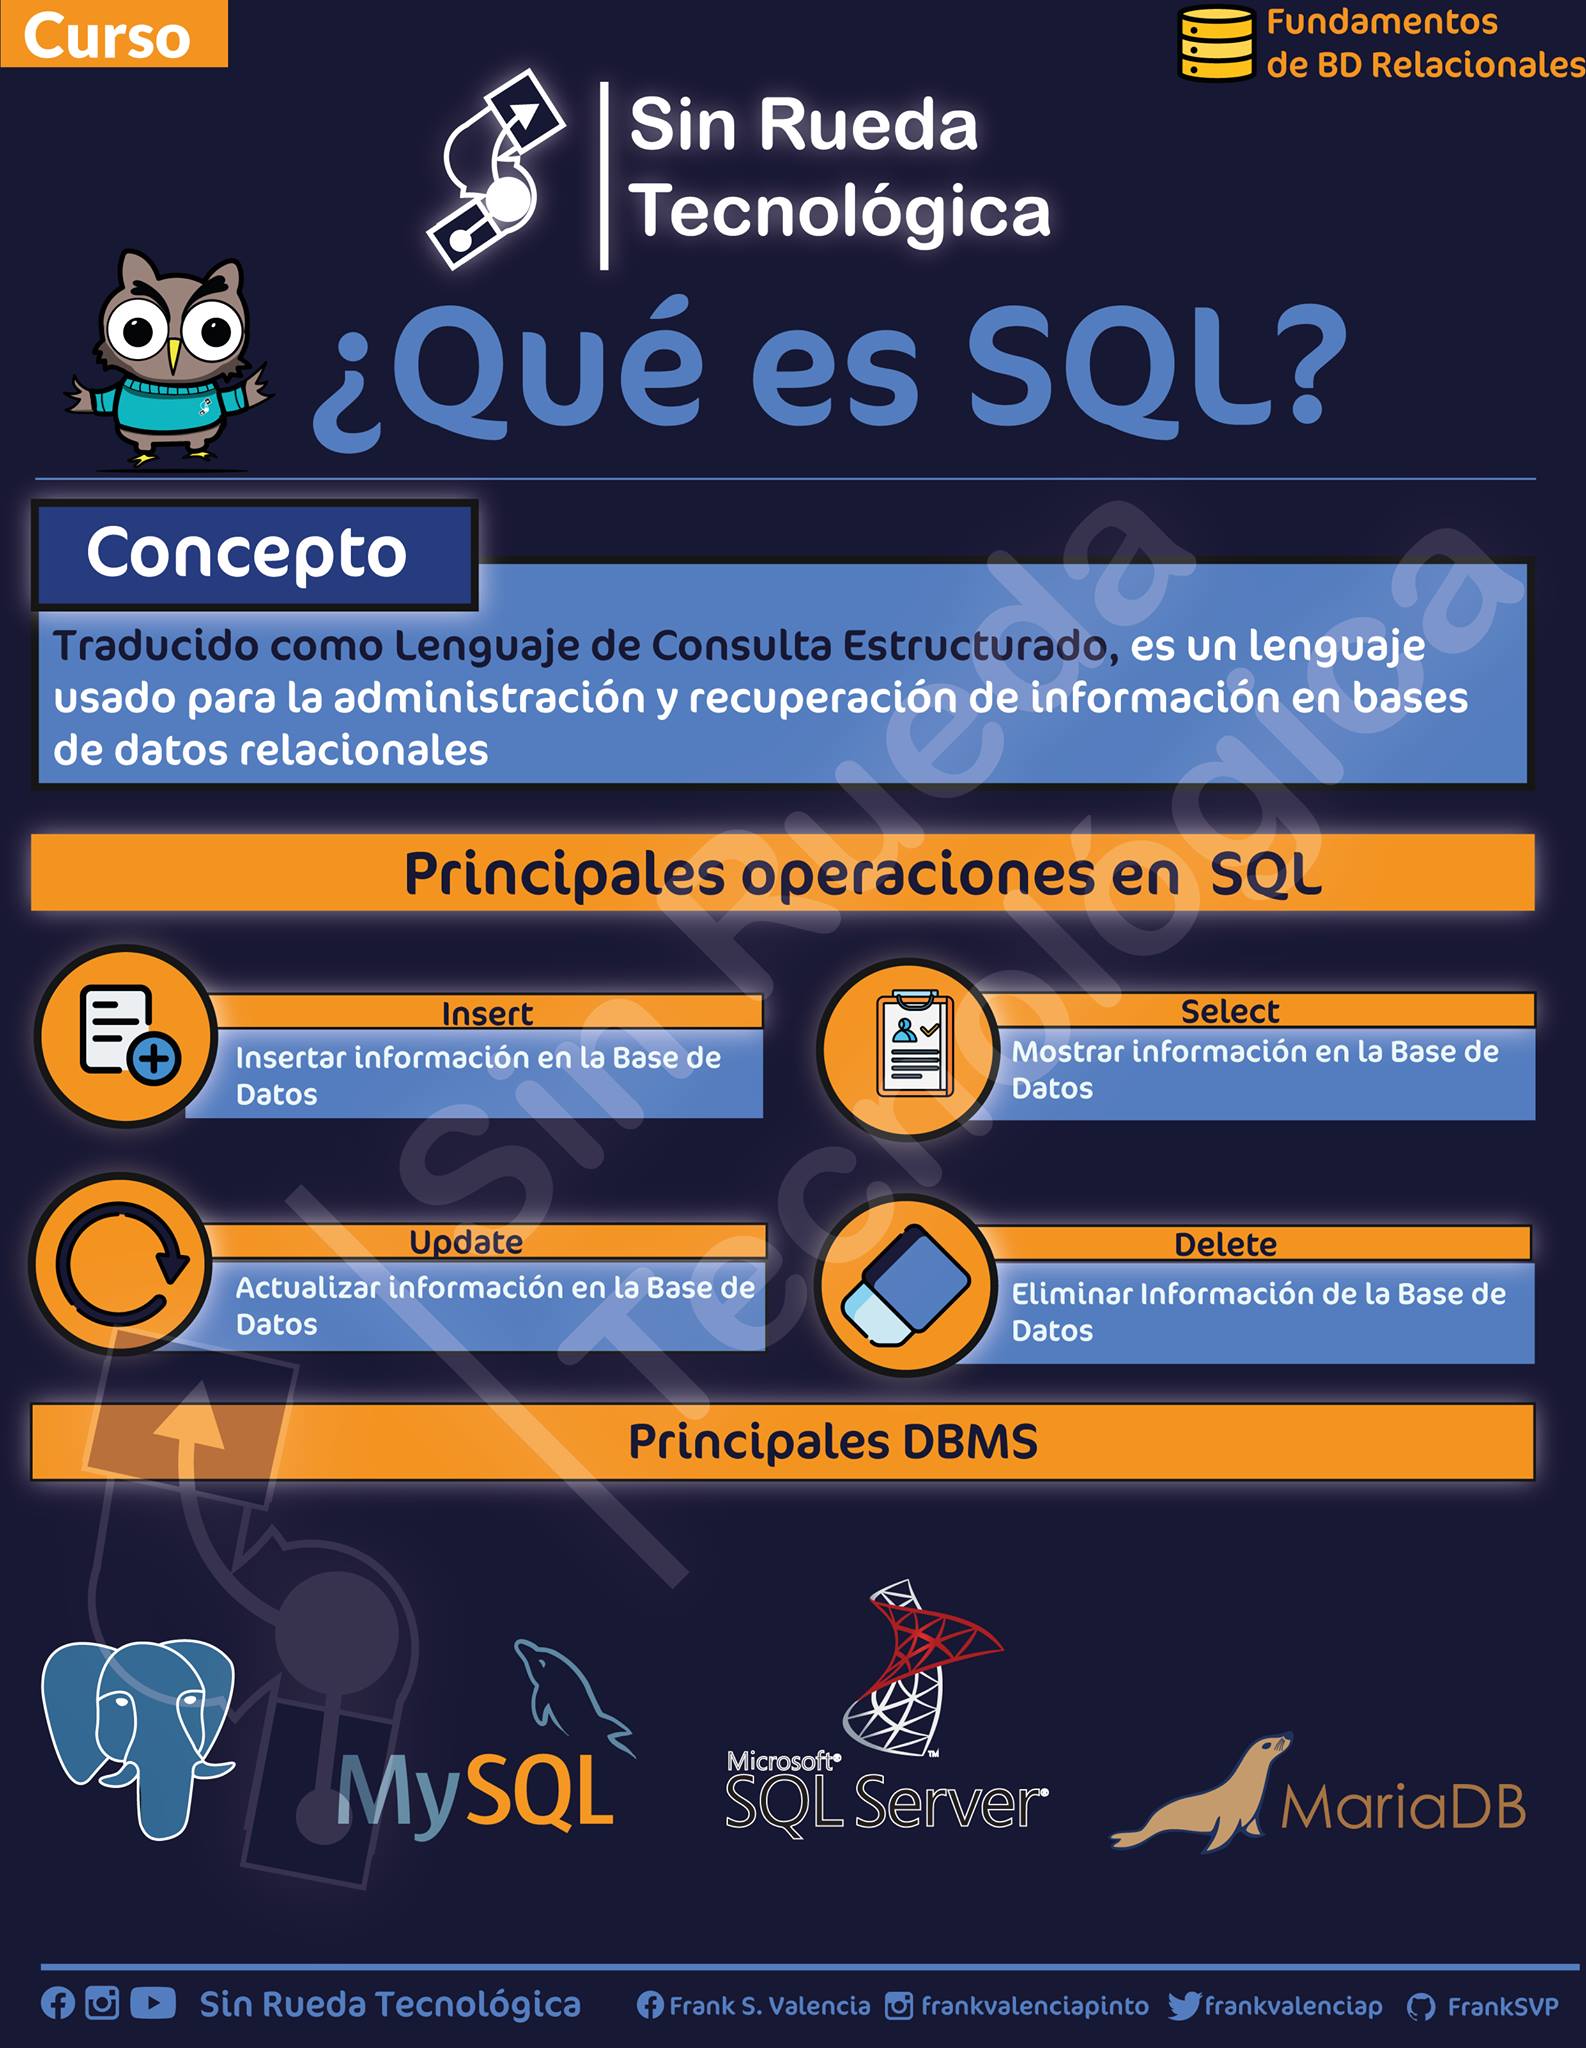 Curso
Fundamentos
de BD Relacionales
Sin Rueda
Tecnológica
¿Qué es SQL?
Concepto
Traducido como Lenguaje de Consulta Estructurado, es un lenguaje
usado para la administración y recuperación de información en bases
de datos relacionales
Principales operaciones en SQL
Insert
Insertar información en la Base de
Datos
Select
Mostrar información en la Base de
Datos
Update
Actualizar información en la Base de
Datos
Delete
Eliminar Información de la Base de
Datos
Sin Rueda
Tecnológica
Principales DBMS
MySQL
Microsoft®
SQL Server®
TM
MariaDB
Sin Rueda Tecnológica
Frank S. Valencia
frankvalenciapinto
frankvalenciap
FrankSVP